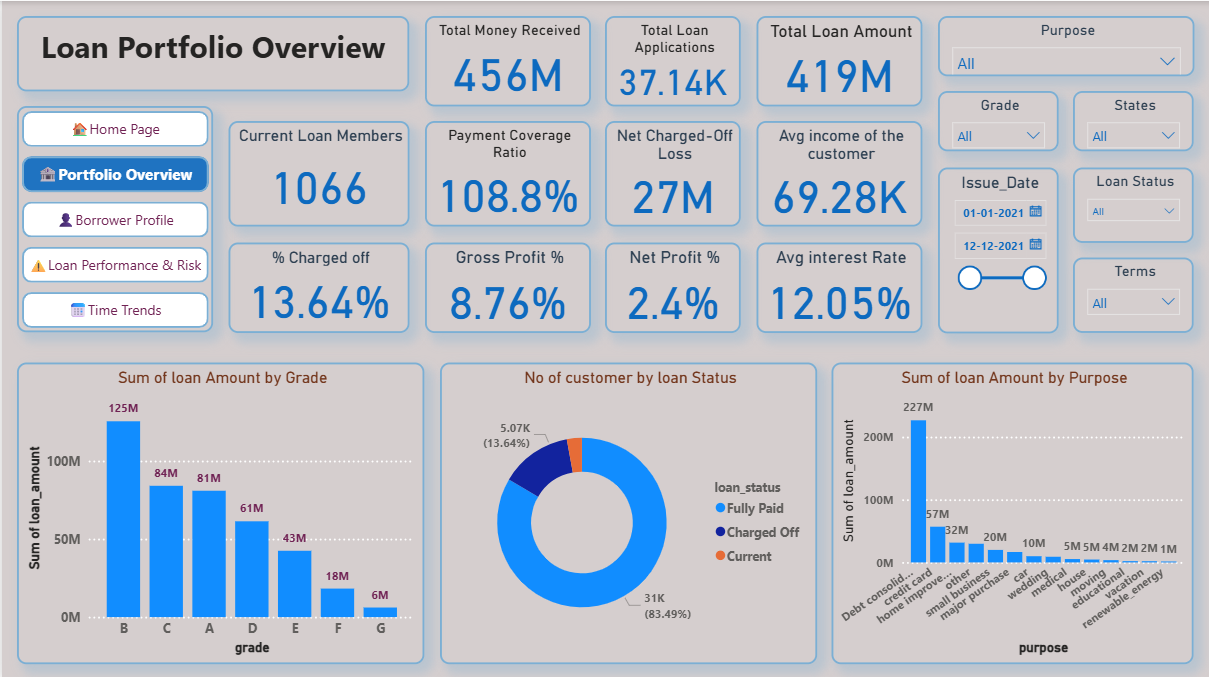 Loan Portfolio Overview
Total Money Received
456M
Total Loan
Applications
37.14K
Total Loan Amount
419M
Purpose
All
Grade
All
States
All
🏠 Home Page
🏦 Portfolio Overview
👤 Borrower Profile
⚠️ Loan Performance & Risk
📅 Time Trends
Current Loan Members
1066
Payment Coverage
Ratio
108.8%
Net Charged-Off
Loss
27M
Avg income of the
customer
69.28K
Issue_Date
01-01-2021
12-12-2021
Loan Status
All
% Charged off
13.64%
Gross Profit %
8.76%
Net Profit %
2.4%
Avg interest Rate
12.05%
Terms
All
Sum of loan Amount by Grade
Sum of loan_amount
100M
50M
0M
125M
84M
81M
61M
43M
18M
6M
B
C
A
D
E
F
G
grade
No of customer by loan Status
5.07K
(13.64%)
31K
(83.49%)
loan_status
Fully Paid
Charged Off
Current
Sum of loan Amount by Purpose
Sum of loan_amount
200M
100M
0M
227M
57M
32M
20M
10M
5M
5M
4M
2M
2M
1M
Debt consolid...
credit card
home improve...
other
small business
major purchase
car
wedding
medical
house
moving
educational
vacation
renewable_energy
purpose